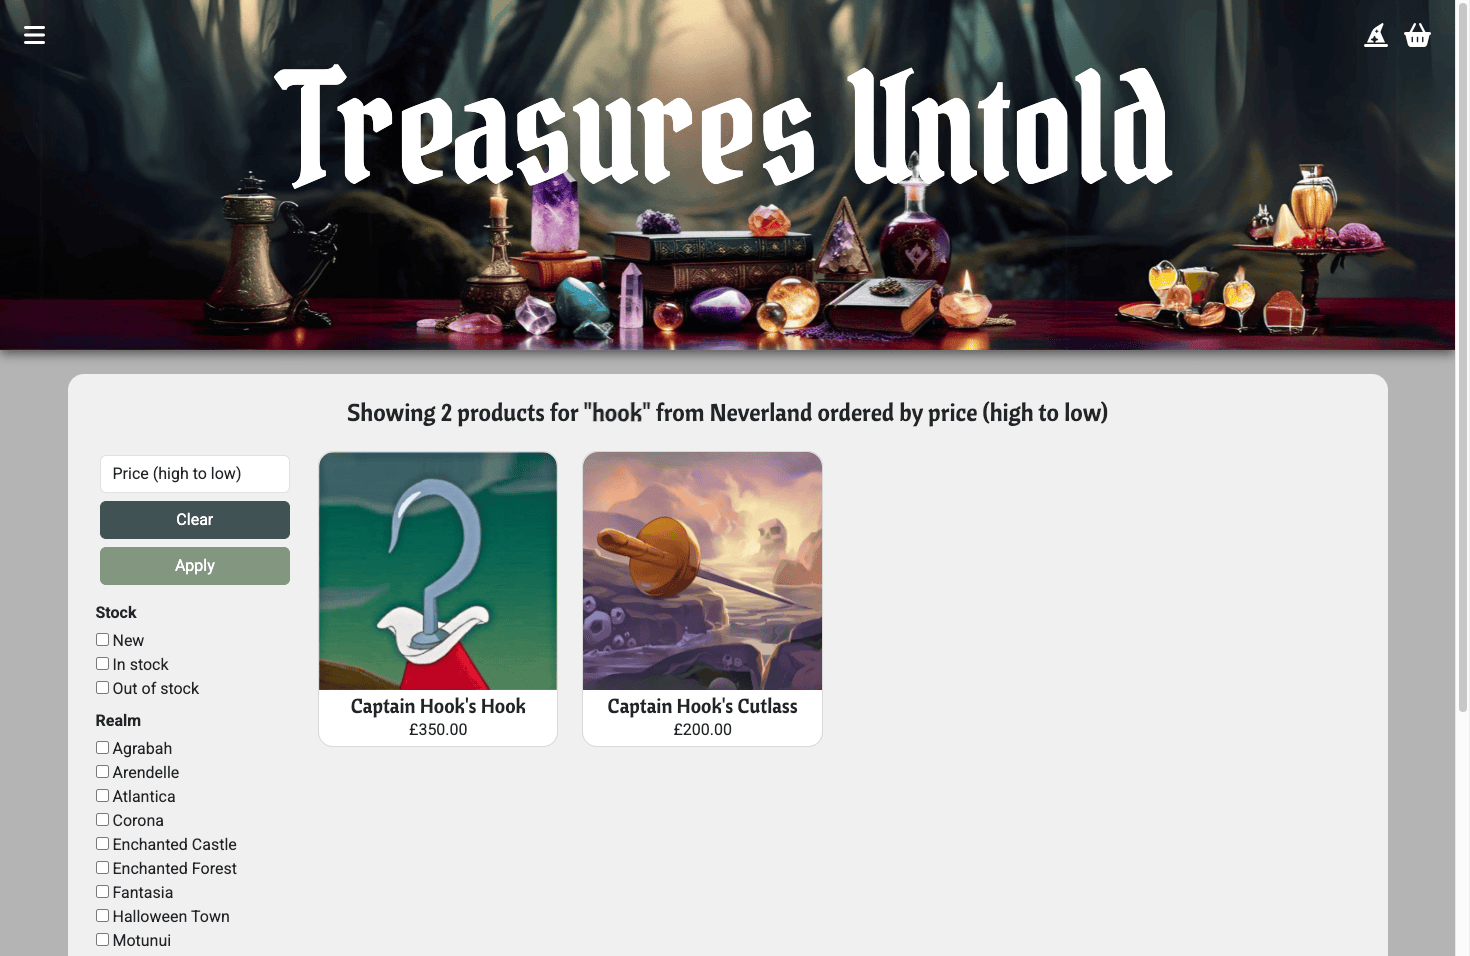 Treasures Untold
Showing 2 products for "hook" from Neverland ordered by price (high to low)
Price (high to low)
Clear
Apply
Stock
New
In stock
Out of stock
Realm
Agrabah
Arendelle
Atlantica
Corona
Enchanted Castle
Enchanted Forest
Fantasia
Halloween Town
Motunui
Captain Hook's Hook
£350.00
Captain Hook's Cutlass
£200.00